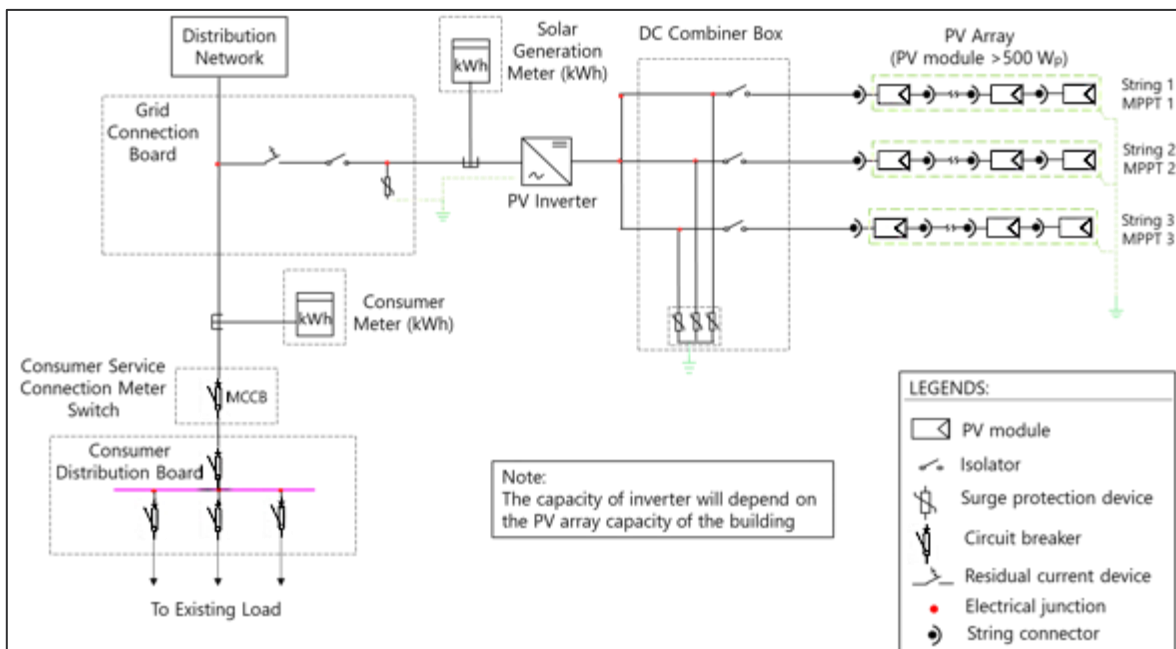 Distribution
Network
Solar
Generation
Meter (kWh)
kWh
DC Combiner Box
PV Array
(PV module >500 Wp)
String 1
MPPT 1
Grid
Connection
Board
String 2
MPPT 2
PV Inverter
String 3
MPPT 3
kWh
Consumer
Meter (kWh)
Consumer Service
Connection Meter
Switch
MCCB
Consumer
Distribution Board
To Existing Load
Note:
The capacity of inverter will depend on
the PV array capacity of the building
LEGENDS:
PV module
Isolator
Surge protection device
Circuit breaker
Residual current device
Electrical junction
String connector